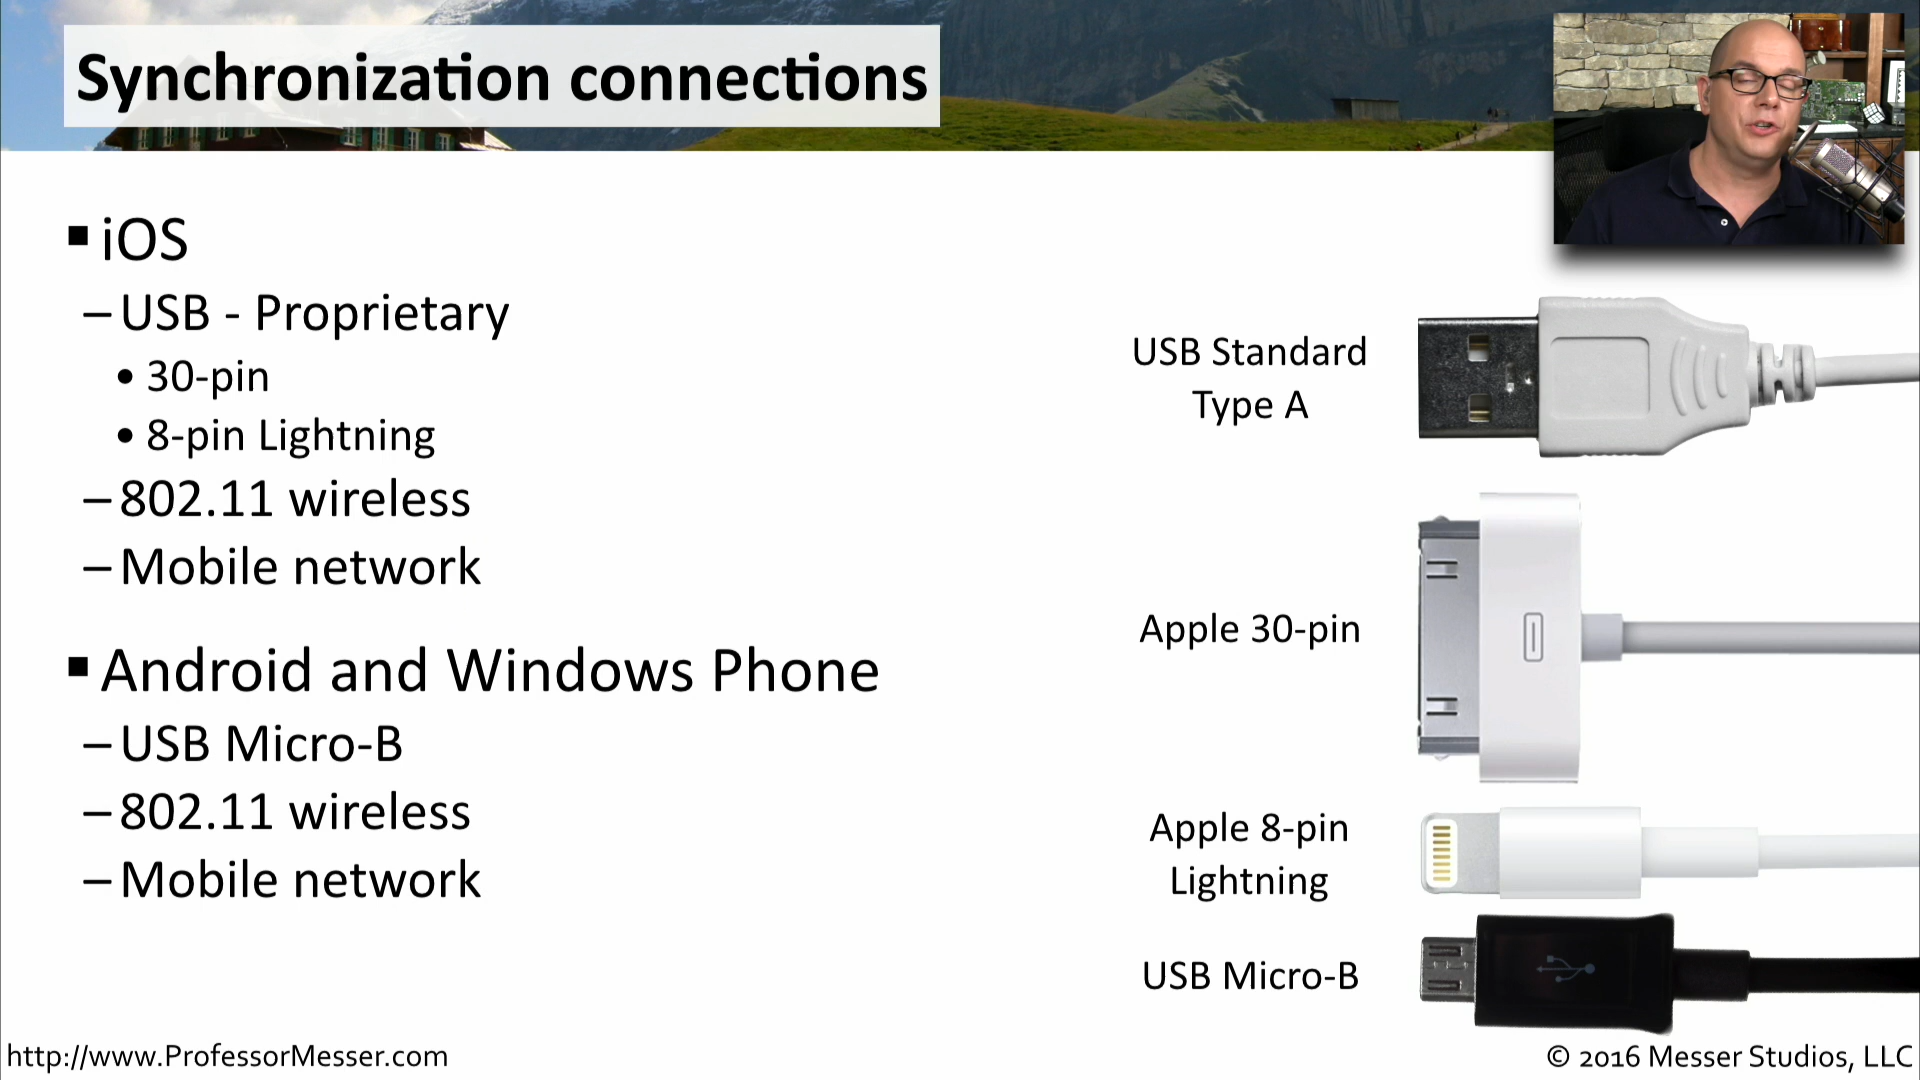 Synchronization connections
▪ iOS
– USB - Proprietary
• 30-pin
• 8-pin Lightning
– 802.11 wireless
– Mobile network
▪ Android and Windows Phone
– USB Micro-B
– 802.11 wireless
– Mobile network
USB Standard
Type A
Apple 30-pin
Apple 8-pin
Lightning
USB Micro-B
http://www.ProfessorMesser.com
© 2016 Messer Studios, LLC